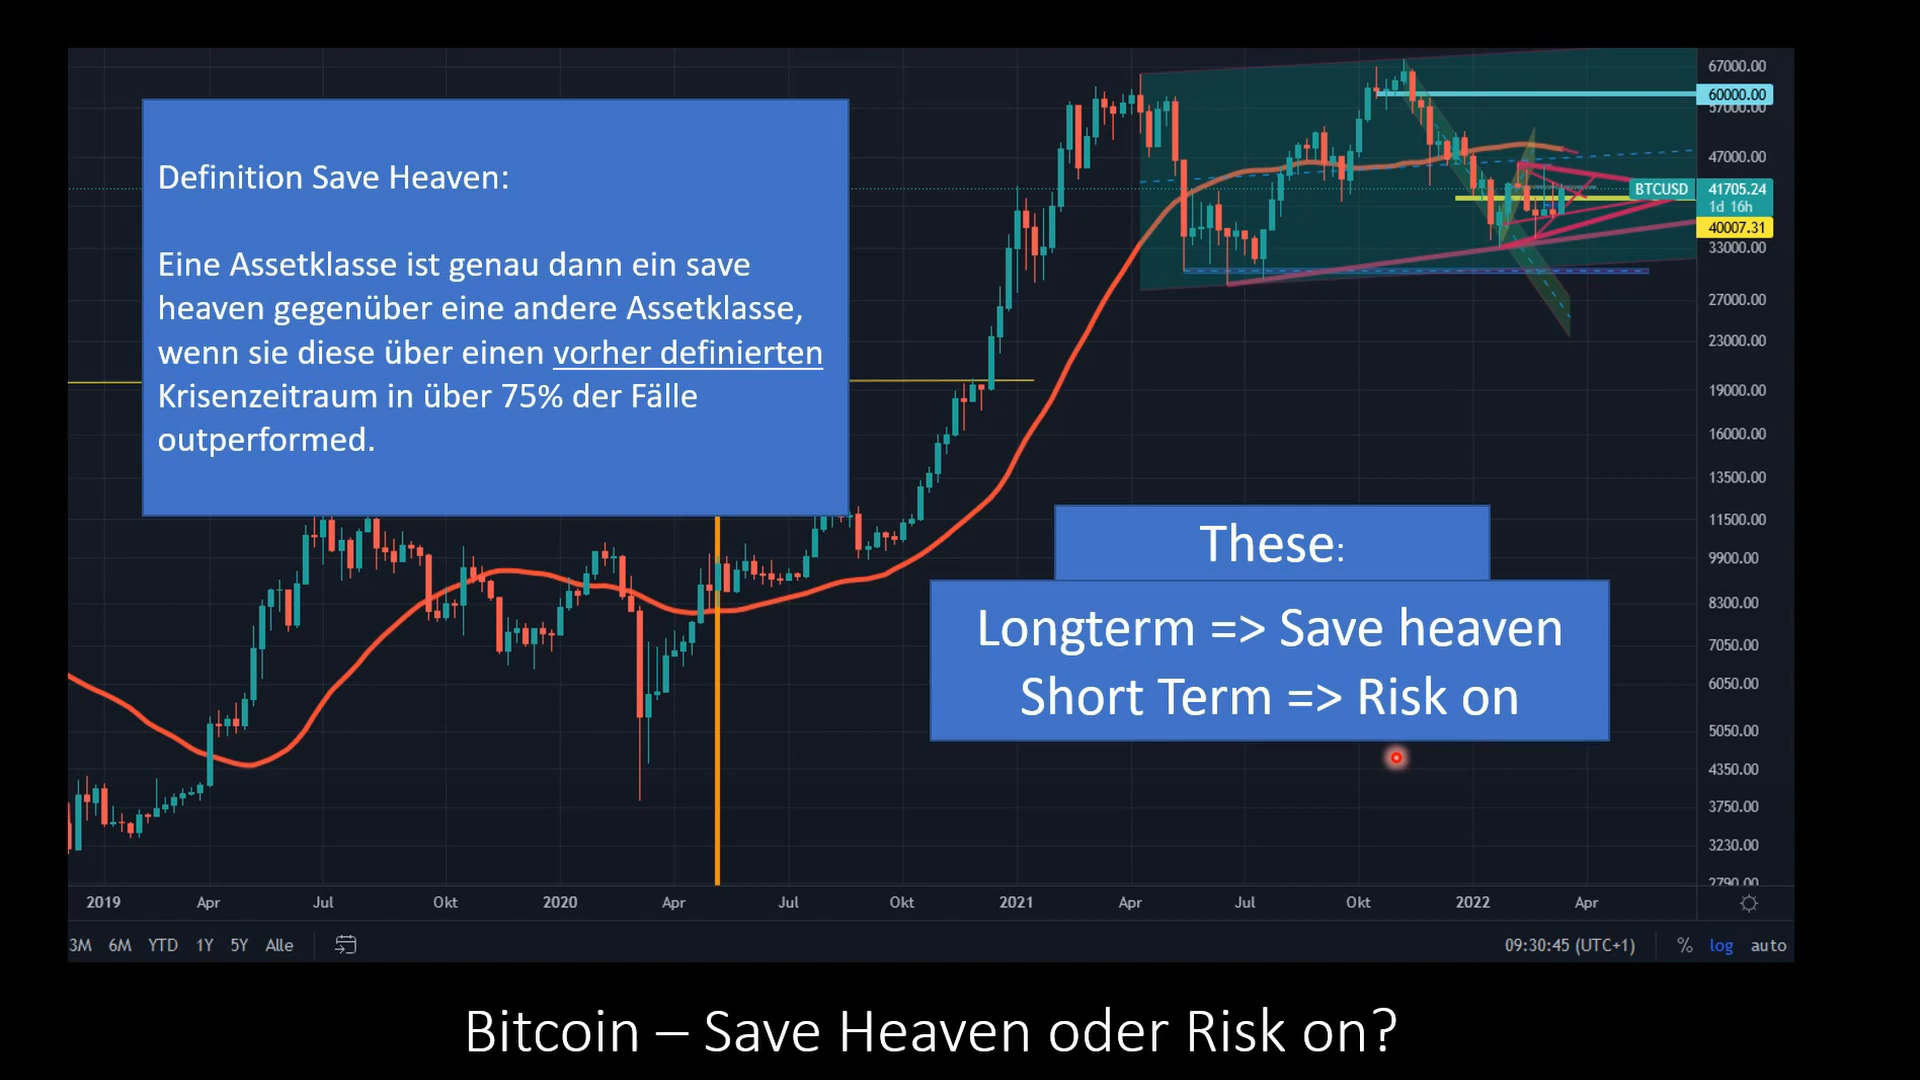 Definition Save Heaven:
Eine Assetklasse ist genau dann ein save
heaven gegenüber eine andere Assetklasse,
wenn sie diese über einen vorher definierten
Krisenzeitraum in über 75% der Fälle
outperformed.
These:
Longterm => Save heaven
Short Term => Risk on
67000.00
60000.00
57000.00
47000.00
BTCUSD 41705.24
1d 16h
40007.31
33000.00
27000.00
23000.00
19000.00
16000.00
13500.00
11500.00
9900.00
8300.00
7050.00
6050.00
5050.00
4350.00
3750.00
3230.00
2790.00
2019 Apr Jul Okt 2020 Apr Jul Okt 2021 Apr Jul Okt 2022 Apr
3M 6M YTD 1Y 5Y Alle 09:30:45 (UTC+1) % log auto
Bitcoin – Save Heaven oder Risk on?